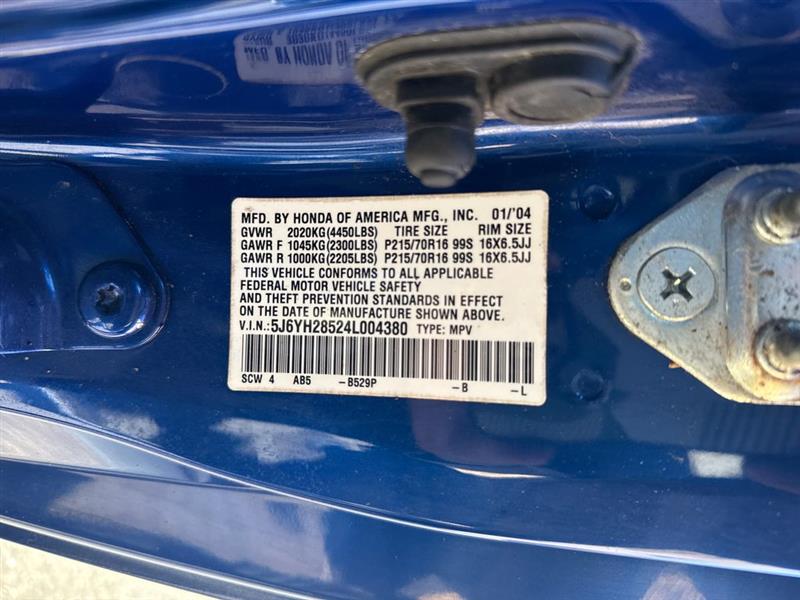 MFD. BY HONDA OF AMERICA MFG., INC. 01/'04
GVWR 2020KG(4450LBS) TIRE SIZE RIM SIZE
GAWR F 1045KG(2300LBS) P215/70R16 99S 16X6.5JJ
GAWR R 1000KG(2205LBS) P215/70R16 99S 16X6.5JJ
THIS VEHICLE CONFORMS TO ALL APPLICABLE
FEDERAL MOTOR VEHICLE SAFETY, BUMPER,
AND THEFT PREVENTION STANDARDS IN EFFECT
ON THE DATE OF MANUFACTURE SHOWN ABOVE.
V.I.N.: 5J6YH28524L004380 TYPE: MPV
SCW 4 AB5 -B529P -B -L